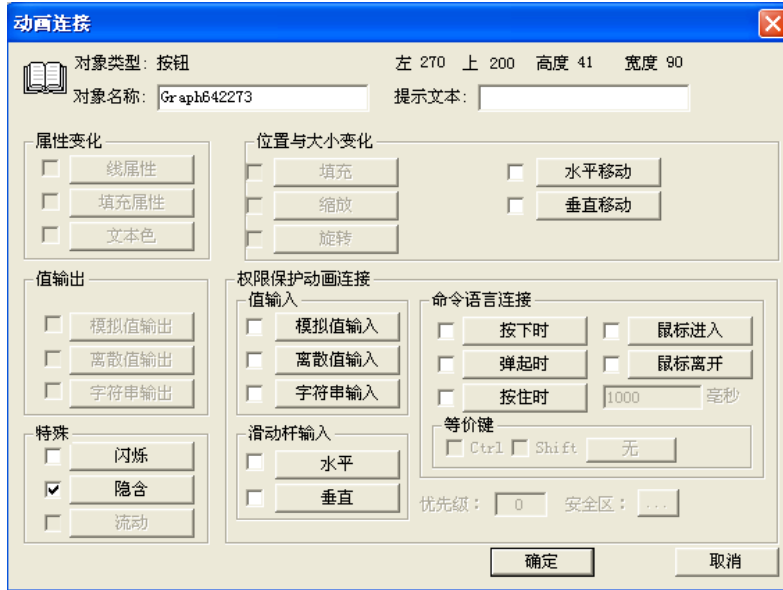 动画连接
对象类型: 按钮 左 270 上 200 高度 41 宽度 90
对象名称: Graph642273 提示文本:
属性变化 位置与大小变化
线属性 填充 水平移动
填充属性 缩放 垂直移动
文本色 旋转
值输出 权限保护动画连接
值输入 命令语言连接
模拟值输出 模拟值输入 按下时 鼠标进入
离散值输出 离散值输入 弹起时 鼠标离开
字符串输出 字符串输入 按住时 1000 毫秒
特殊 滑动杆输入 等价键
闪烁 水平 Ctrl Shift 无
隐含 垂直 优先级: 0 安全区: ...
流动
确定 取消